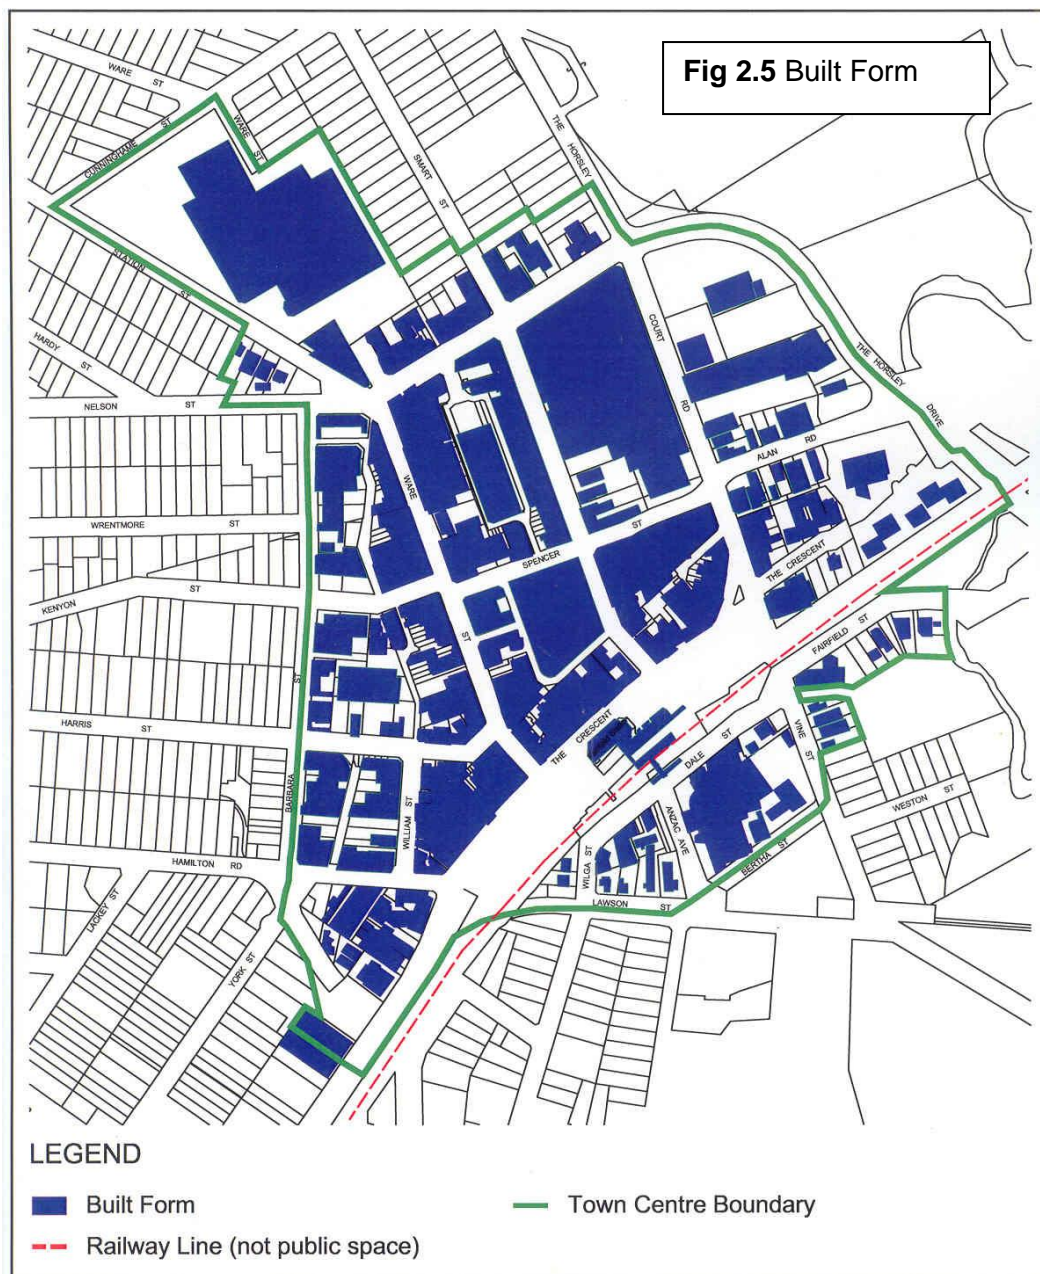 Fig 2.5 Built Form
WARE ST
CUNNINGHAME ST
WARE ST
SMART ST
THE HORSLEY
STATION ST
HARDY ST
COURT RD
THE HORSLEY DRIVE
NELSON ST
WARE ST
ALAN RD
WRENTMORE ST
SPENCER ST
THE CRESCENT
KENYON ST
FAIRFIELD ST
HARRIS ST
BARBARA ST
THE CRESCENT
DALE ST
VINE ST
WESTON ST
WILLIAM ST
ANZAC AVE
WILGA ST
BERTHA ST
HAMILTON RD
LACKEY ST
LAWSON ST
YORK ST
LEGEND
Built Form
Town Centre Boundary
Railway Line (not public space)